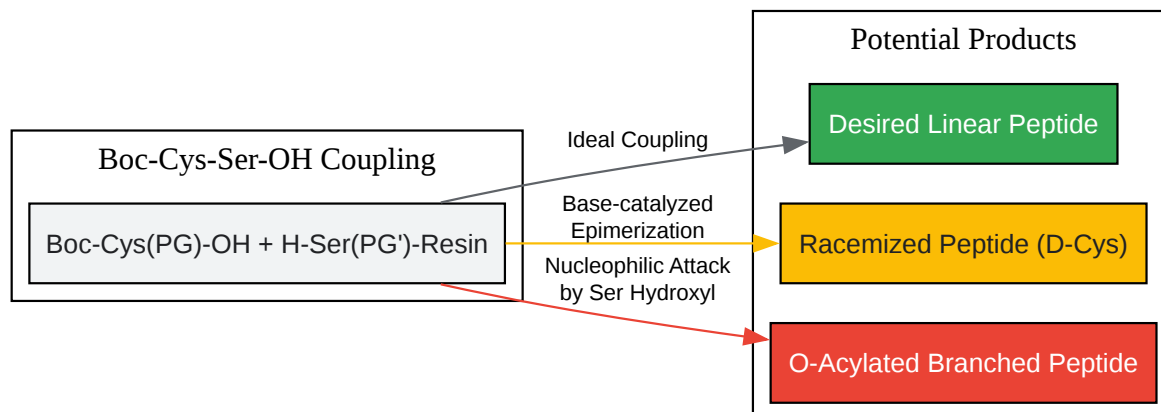 Boc-Cys-Ser-OH Coupling
Boc-Cys(PG)-OH + H-Ser(PG')-Resin
Ideal Coupling
Base-catalyzed
Epimerization
Nucleophilic Attack
by Ser Hydroxyl
Potential Products
Desired Linear Peptide
Racemized Peptide (D-Cys)
O-Acylated Branched Peptide